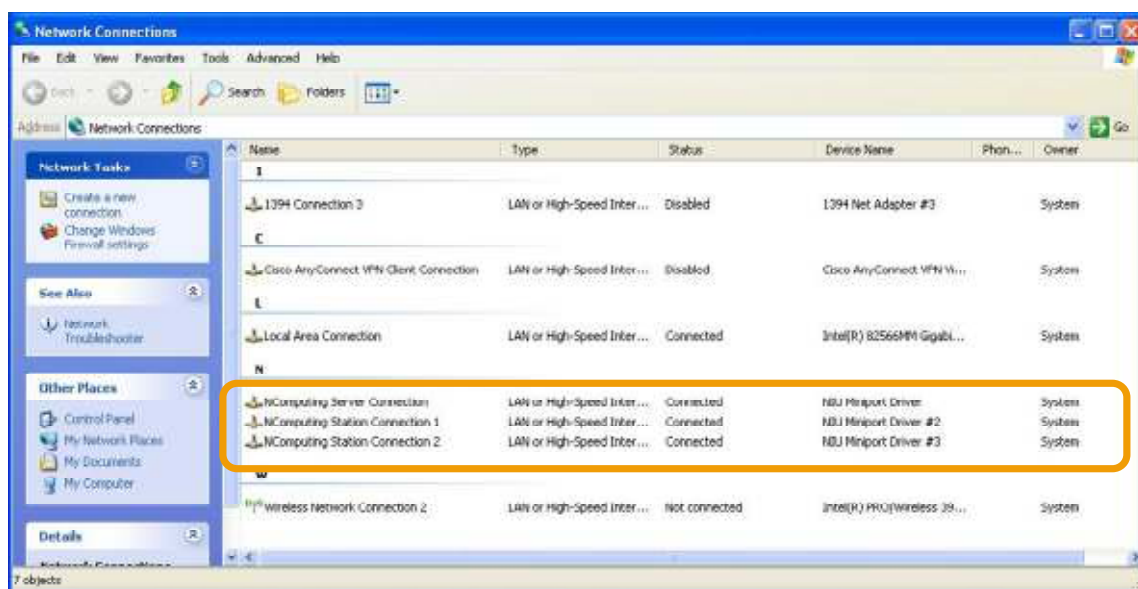 Network Connections
File Edit View Favorites Tools Advanced Help
Back Search Folders
Address Network Connections Go
Name Type Status Device Name Phon... Owner
Network Tasks
Create a new
connection
Change Windows
Firewall settings
See Also
Network
Troubleshooter
Other Places
Control Panel
My Network Places
My Documents
My Computer
Details
Network Connections
1
1394 Connection 3 LAN or High-Speed Inter... Disabled 1394 Net Adapter #3 System
C
Cisco AnyConnect VPN Client Connection LAN or High-Speed Inter... Disabled Cisco AnyConnect VPN Vi... System
L
Local Area Connection LAN or High-Speed Inter... Connected Intel(R) 82566MM Gigabi... System
N
NComputing Server Connection LAN or High-Speed Inter... Connected Miniport Driver System
NComputing Station Connection 1 LAN or High-Speed Inter... Connected Miniport Driver #2 System
NComputing Station Connection 2 LAN or High-Speed Inter... Connected Miniport Driver #3 System
W
Wireless Network Connection 2 LAN or High-Speed Inter... Not connected Intel(R) PRO/Wireless 39... System
7 objects